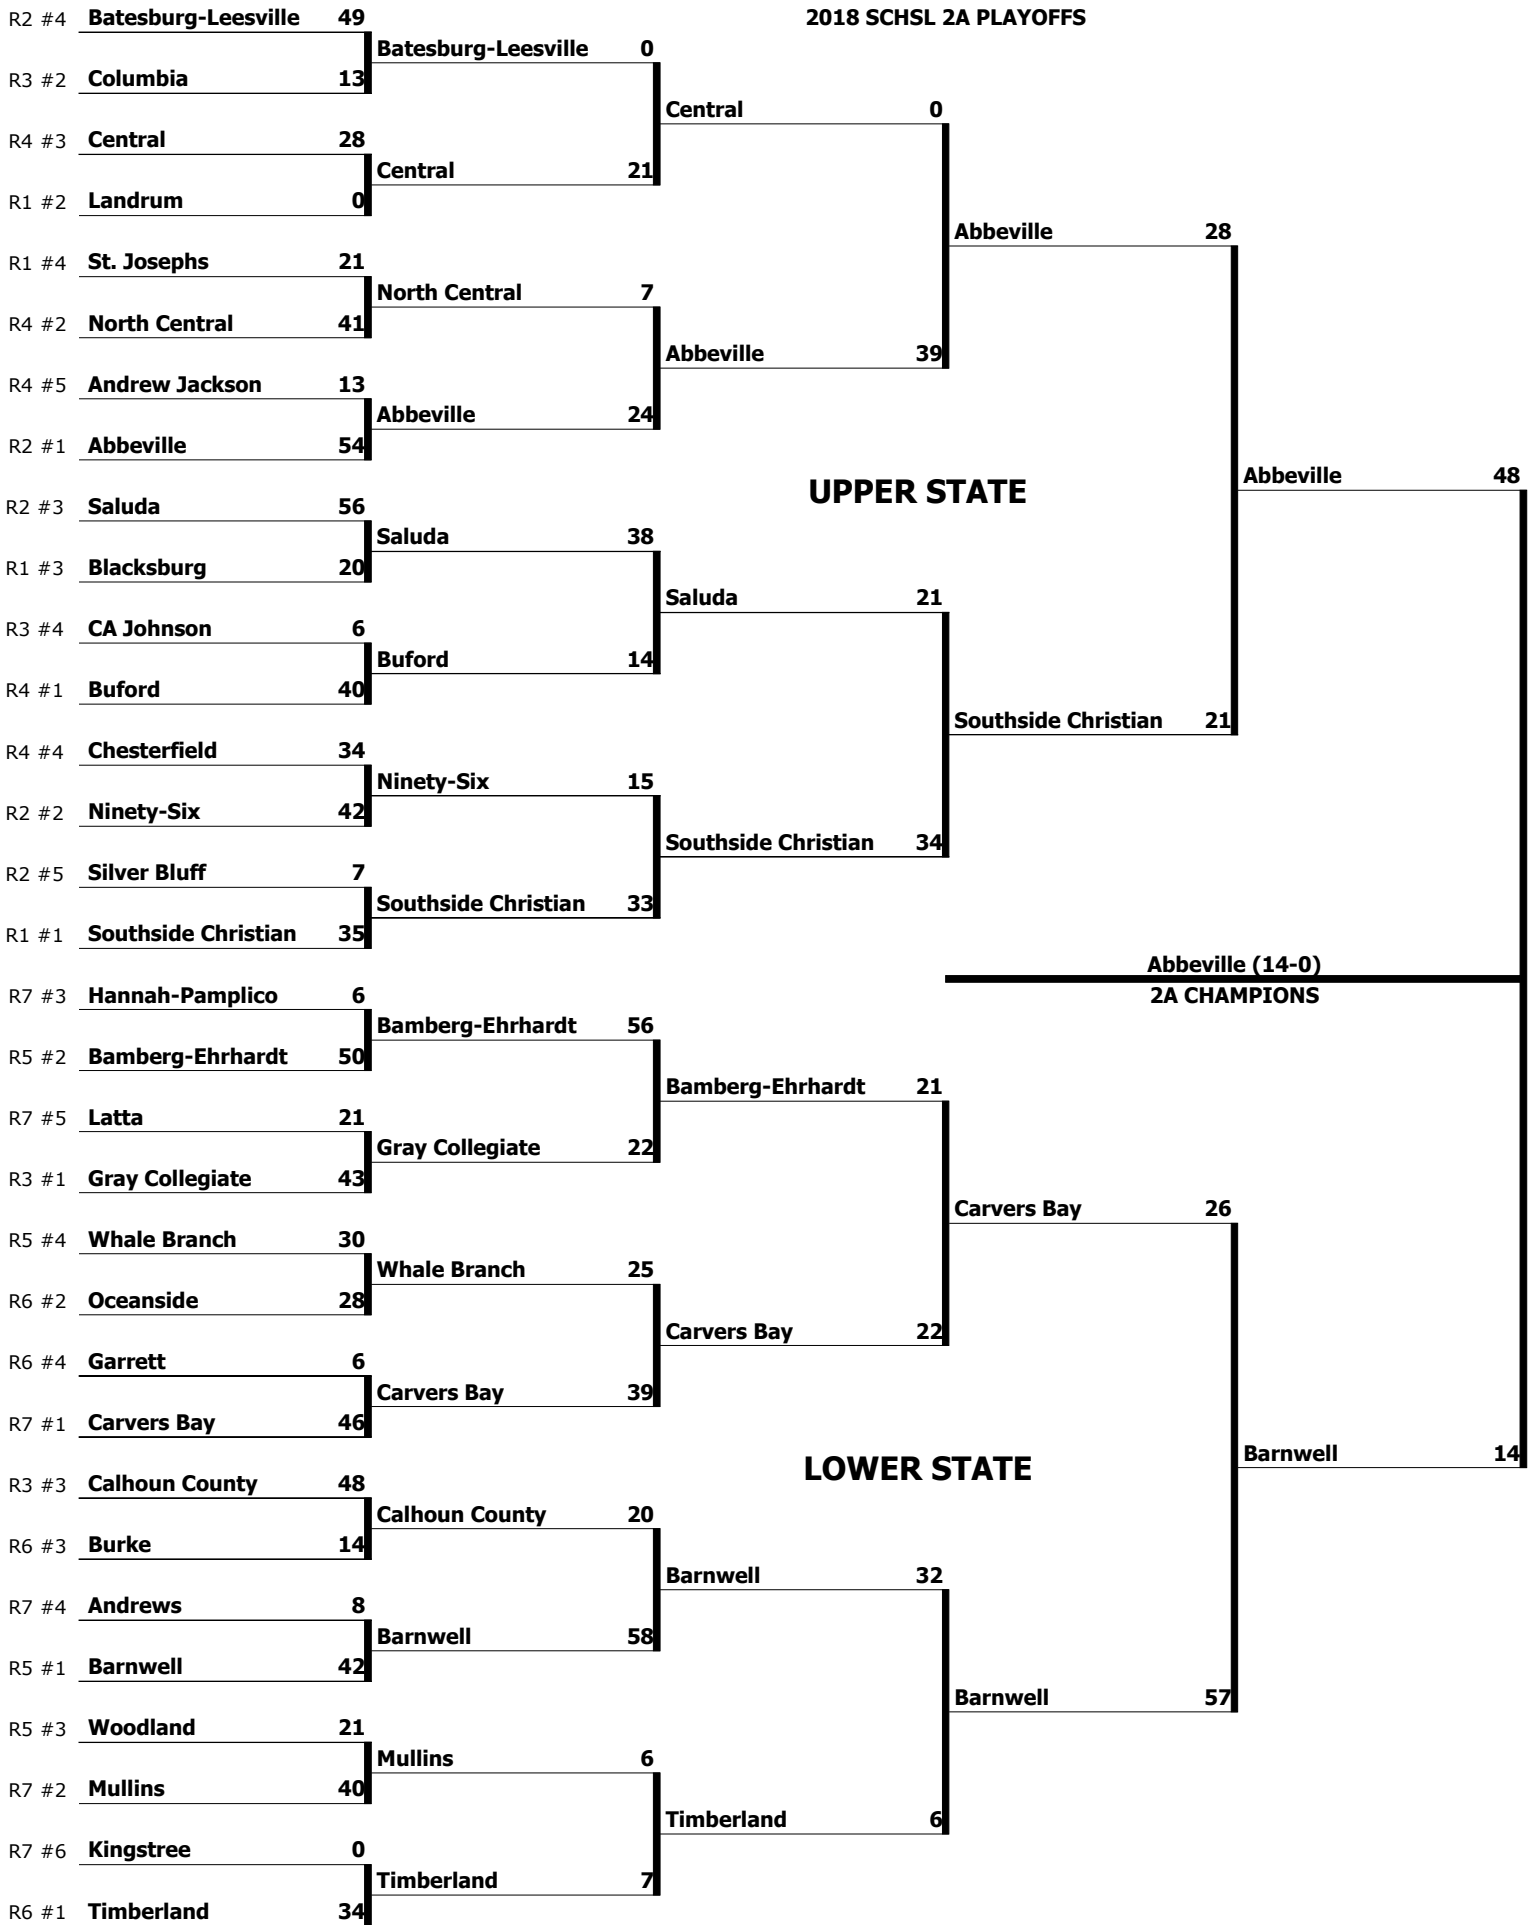 2018 SCHSL 2A PLAYOFFS
R2 #4 Batesburg-Leesville 49
R3 #2 Columbia 13
R4 #3 Central 28
R1 #2 Landrum 0
R1 #4 St. Josephs 21
R4 #2 North Central 41
R4 #5 Andrew Jackson 13
R2 #1 Abbeville 54
R2 #3 Saluda 56
R1 #3 Blacksburg 20
R3 #4 CA Johnson 6
R4 #1 Buford 40
R4 #4 Chesterfield 34
R2 #2 Ninety-Six 42
R2 #5 Silver Bluff 7
R1 #1 Southside Christian 35
R7 #3 Hannah-Pamplico 6
R5 #2 Bamberg-Ehrhardt 50
R7 #5 Latta 21
R3 #1 Gray Collegiate 43
R5 #4 Whale Branch 30
R6 #2 Oceanside 28
R6 #4 Garrett 6
R7 #1 Carvers Bay 46
R3 #3 Calhoun County 48
R6 #3 Burke 14
R7 #4 Andrews 8
R5 #1 Barnwell 42
R5 #3 Woodland 21
R7 #2 Mullins 40
R7 #6 Kingstree 0
R6 #1 Timberland 34
Batesburg-Leesville 0
Central 21
North Central 7
Abbeville 24
Saluda 38
Buford 14
Ninety-Six 15
Southside Christian 33
Bamberg-Ehrhardt 56
Gray Collegiate 22
Whale Branch 25
Carvers Bay 39
Calhoun County 20
Barnwell 58
Mullins 6
Timberland 7
Central 0
Abbeville 39
UPPER STATE
Saluda 21
Southside Christian 34
Bamberg-Ehrhardt 21
Carvers Bay 22
LOWER STATE
Barnwell 32
Timberland 6
Abbeville 28
Southside Christian 21
Carvers Bay 26
Barnwell 57
Abbeville 48
Abbeville (14-0)
2A CHAMPIONS
Barnwell 14